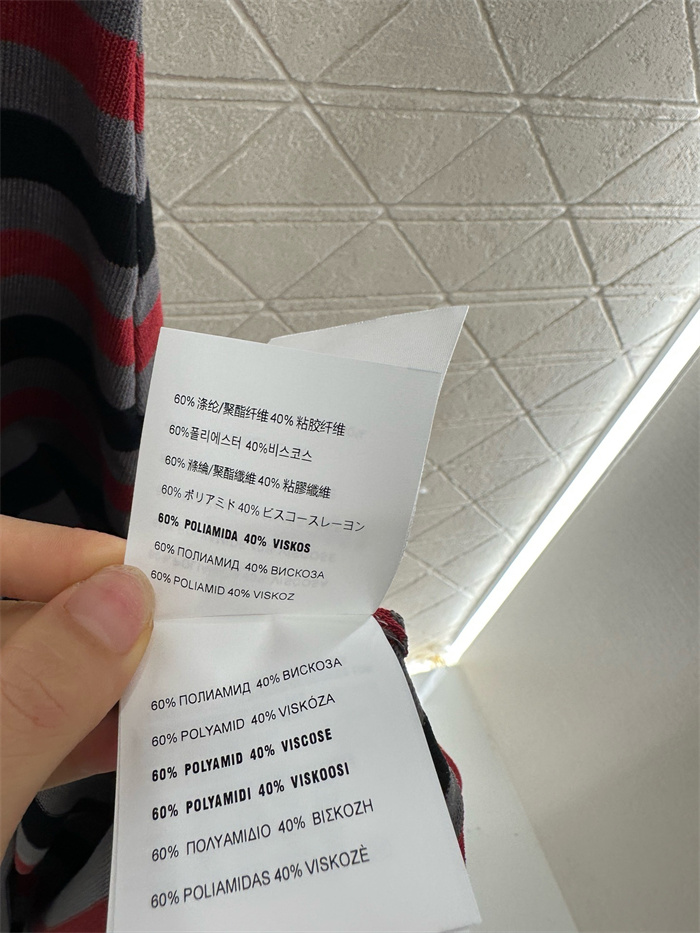 60% 涤纶/聚酯纤维 40% 粘胶纤维
60%폴리에스터 40%비스코스
60% 滌綸/聚酯纖維 40% 粘膠纖維
60% ポリアミド 40% ビスコースレーヨン
60% POLIAMIDA 40% VISKOS
60% ПОЛИАМИД 40% ВИСКОЗА
60% POLIAMID 40% VISKOZ
60% ПОЛИАМИД 40% ВИСКОЗА
60% POLYAMID 40% VISKÓZA
60% POLYAMID 40% VISCOSE
60% POLYAMIDI 40% VISKOOSI
60% ΠΟΛΥΑΜΙΔΙΟ 40% ΒΙΣΚΟΖΗ
60% POLIAMIDAS 40% VISKOZÈ